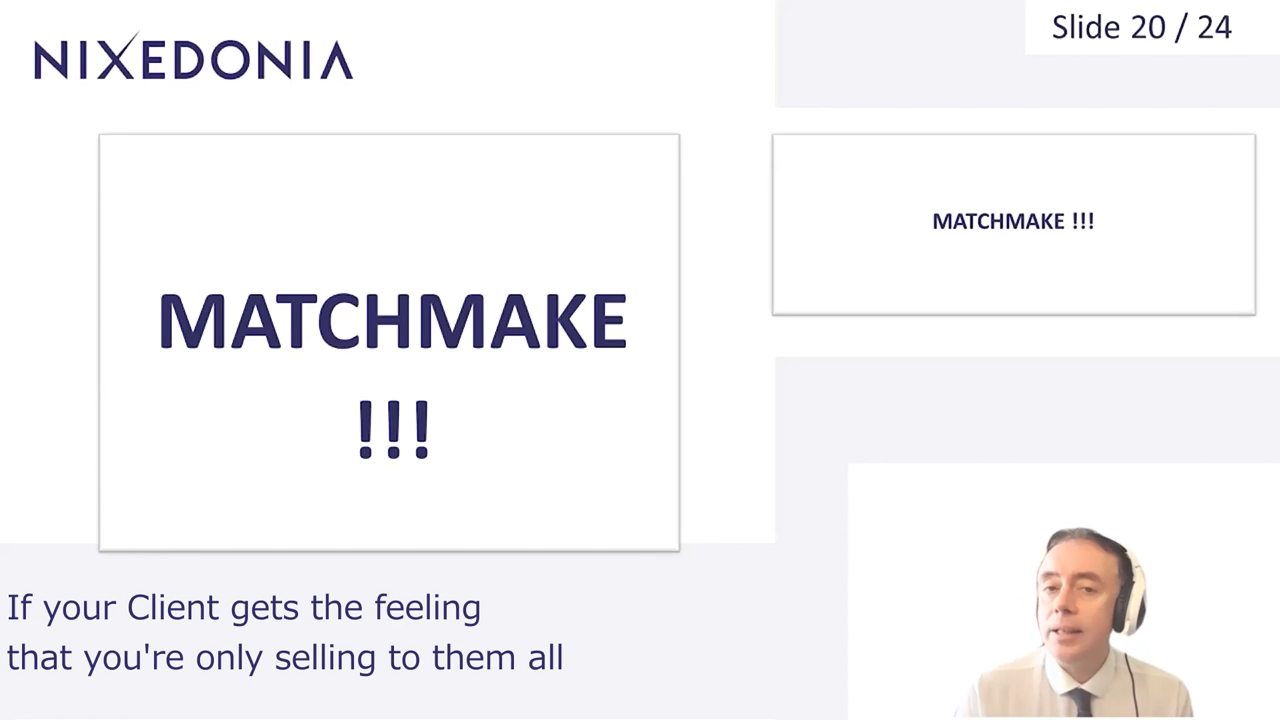 NIXEDONIA
Slide 20 / 24
MATCHMAKE
!!!
MATCHMAKE !!!
If your Client gets the feeling
that you're only selling to them all